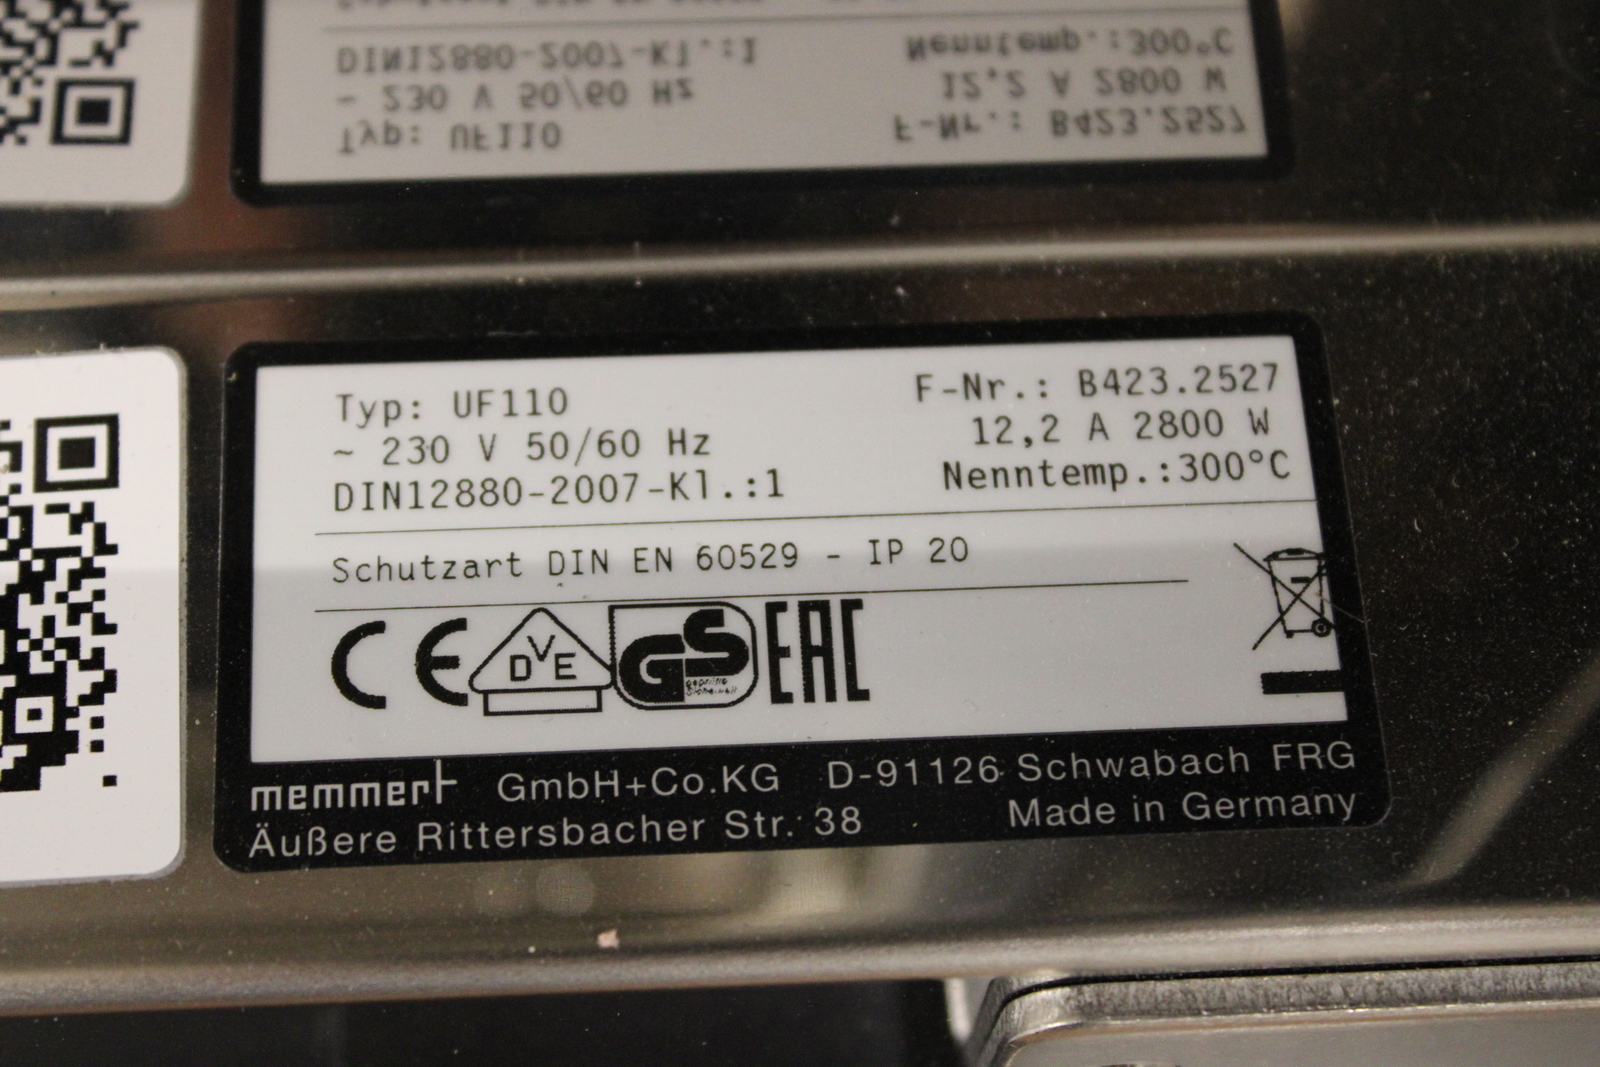 Typ: UF110 F-Nr.: B423.2527
~ 230 V 50/60 Hz 12,2 A 2800 W
DIN12880-2007-Kl.:1 Nenntemp.:300°C
Schutzart DIN EN 60529 - IP 20
CE DVE GS geprüfte Sicherheit EAC
memmert GmbH+Co.KG D-91126 Schwabach FRG
Äußere Rittersbacher Str. 38 Made in Germany